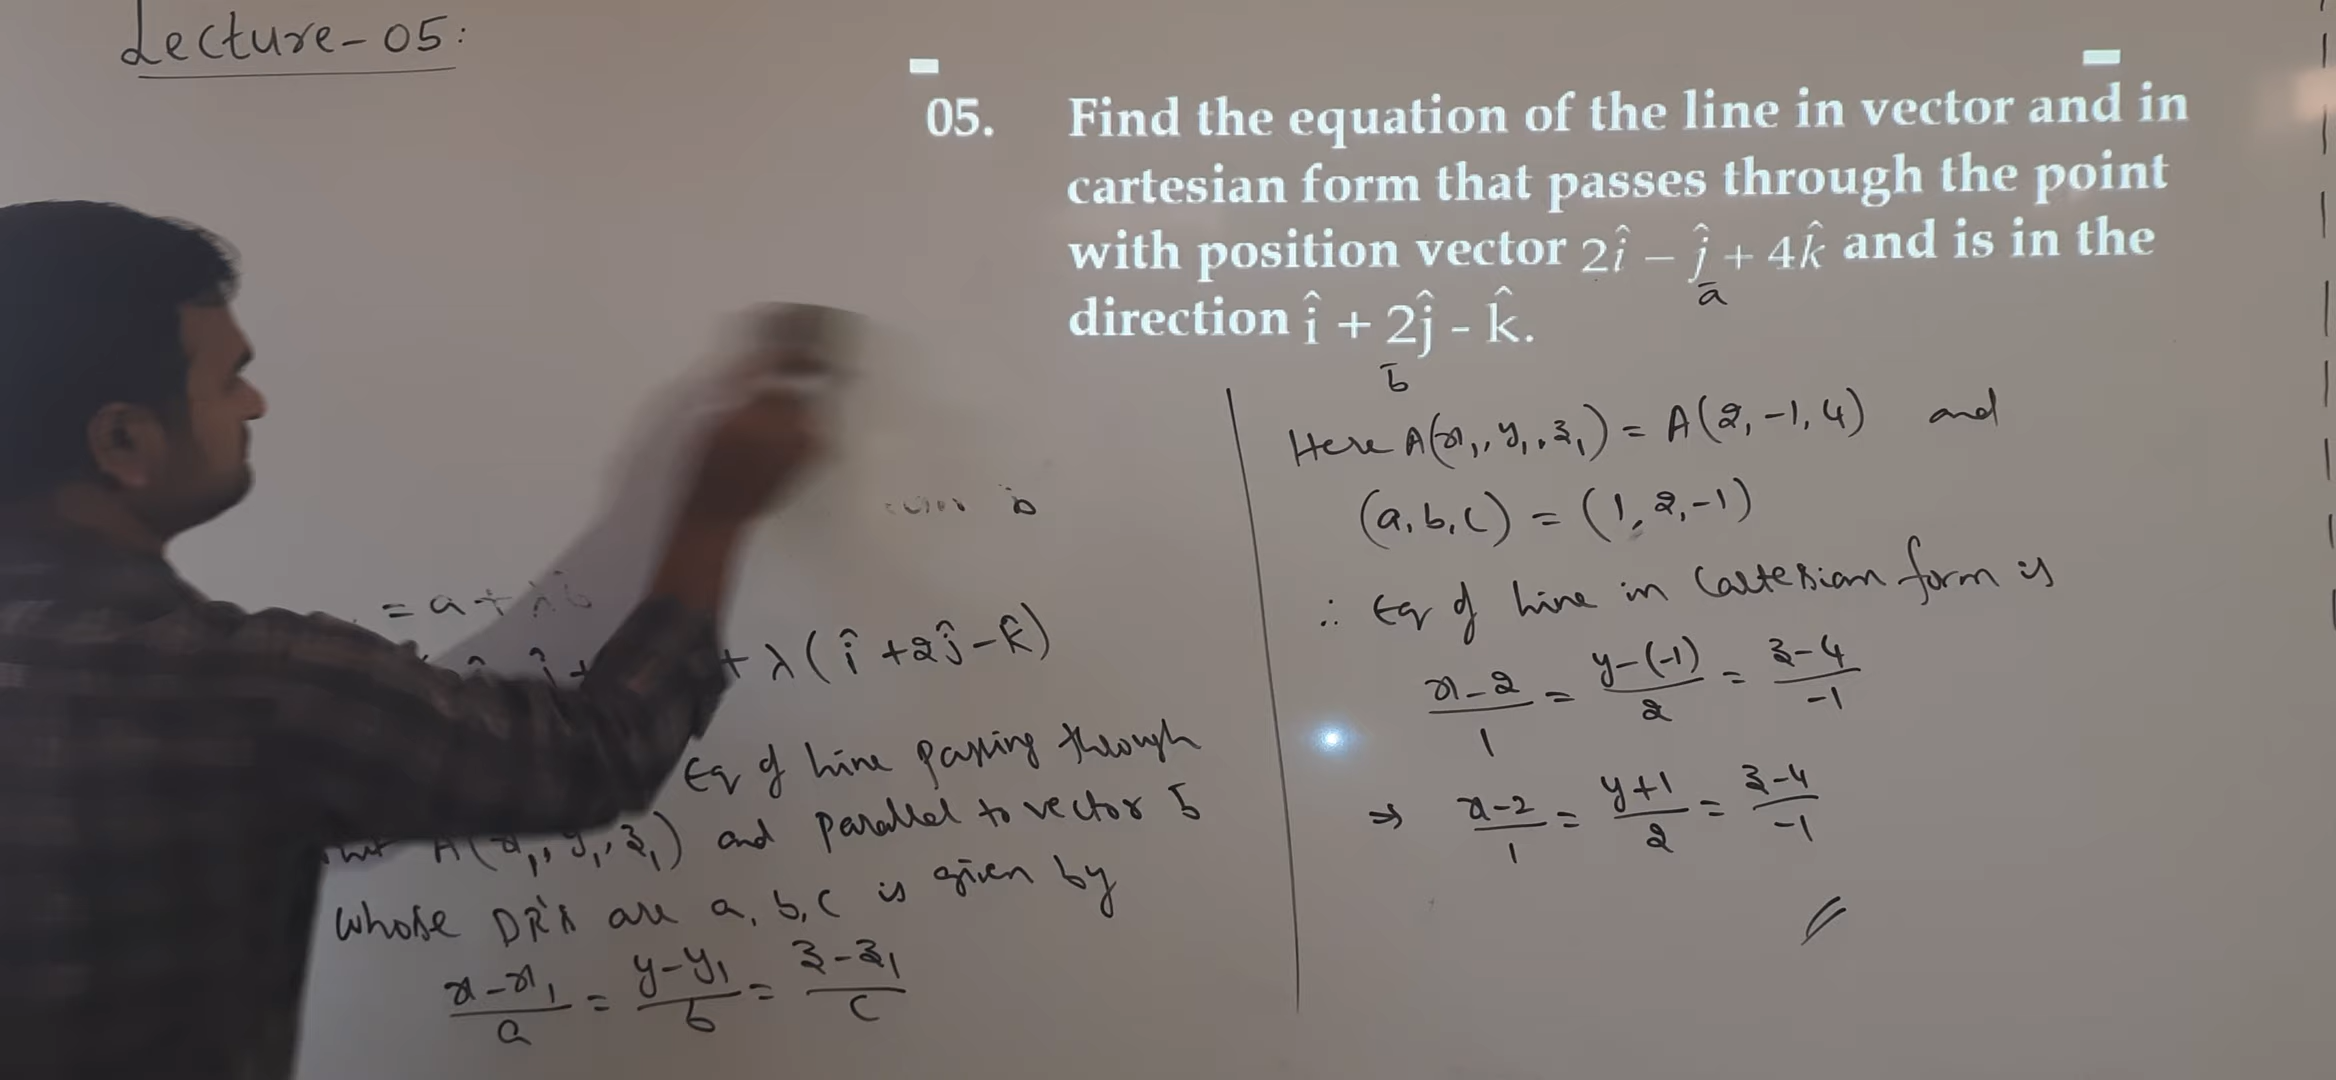 Lecture-05:
05. Find the equation of the line in vector and in
cartesian form that passes through the point
with position vector 2î − ĵ + 4k̂ and is in the
a̅
direction î + 2ĵ - k̂.
b̅
= a + λb
+ λ(î + 2ĵ − k̂)
Eq of line passing through
A(x₁, y₁, z₁) and parallel to vector b̅
whose DR's are a, b, c is given by
(x−x₁)/a = (y−y₁)/b = (z−z₁)/c
Here A(x₁, y₁, z₁) = A(2, −1, 4) and
(a, b, c) = (1, 2, −1)
∴ Eq of line in Cartesian form is
(x−2)/1 = (y−(−1))/2 = (z−4)/−1
⇒ (x−2)/1 = (y+1)/2 = (z−4)/−1